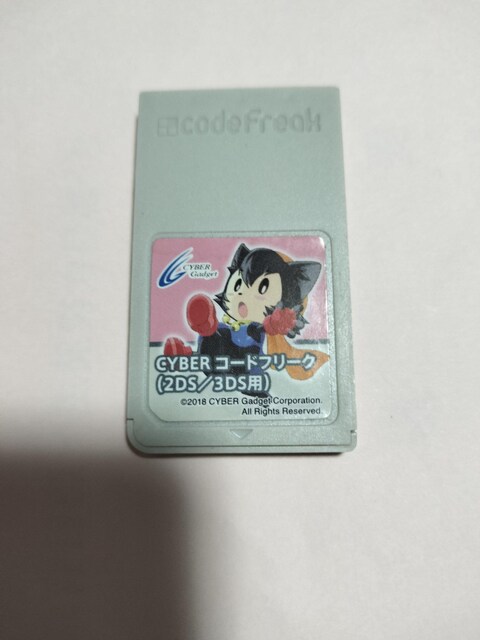 codeFreak
CYBER
Gadget
CYBER コードフリーク
(2DS／3DS用)
©2018 CYBER Gadget Corporation.
All Rights Reserved.